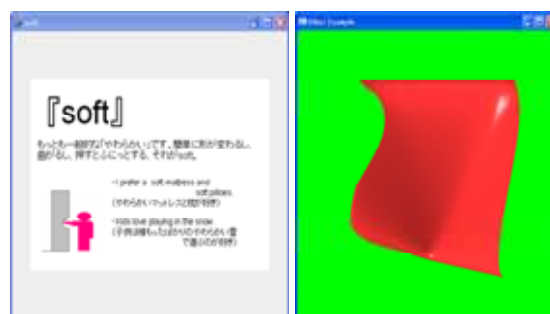 soft
Effect Example
『soft』
もっとも一般的な「やわらかい」です。簡単に形が変わるし、
曲がるし、押すとふにっとする、それがsoft。
・I prefer a soft mattress and
soft pillows.
(やわらかいマットレスと枕が好き)
・Kids love playing in the snow.
(子供は積もったばかりのやわらかい雪
で遊ぶのが好き)